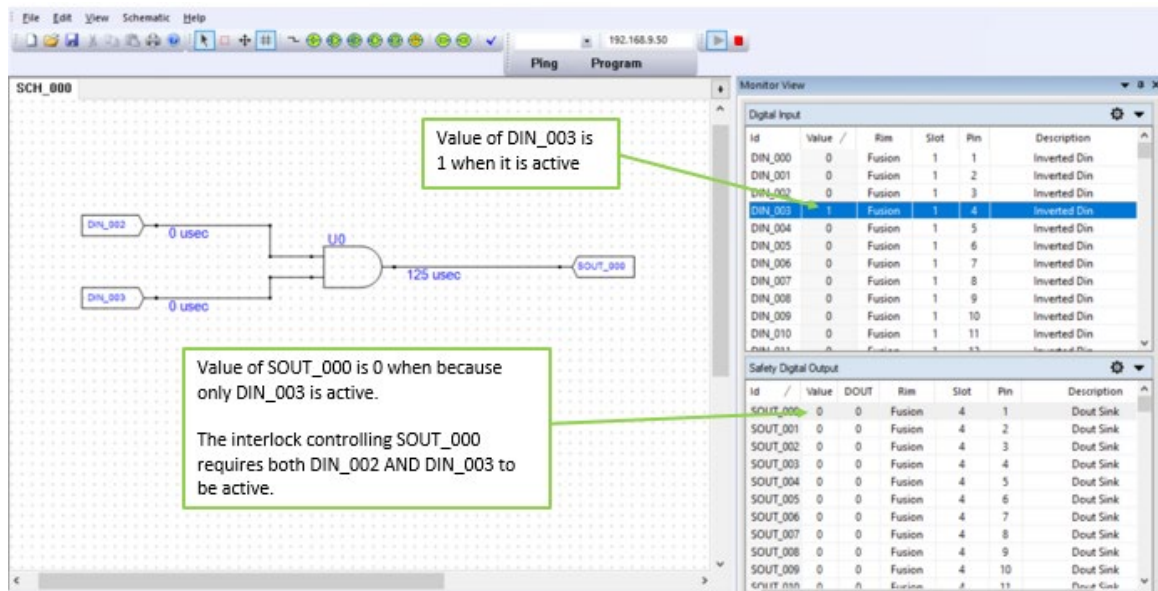 File Edit View Schematic Help
192.168.9.50
Ping Program
SCH_000
Value of DIN_003 is
1 when it is active
DIN_002
0 usec
U0
125 usec
SOUT_000
DIN_003
0 usec
Value of SOUT_000 is 0 when because
only DIN_003 is active.
The interlock controlling SOUT_000
requires both DIN_002 AND DIN_003 to
be active.
Monitor View
Digital Input
Id Value / Rim Slot Pin Description
DIN_000 0 Fusion 1 1 Inverted Din
DIN_001 0 Fusion 1 2 Inverted Din
DIN_002 0 Fusion 1 3 Inverted Din
DIN_003 1 Fusion 1 4 Inverted Din
DIN_004 0 Fusion 1 5 Inverted Din
DIN_005 0 Fusion 1 6 Inverted Din
DIN_006 0 Fusion 1 7 Inverted Din
DIN_007 0 Fusion 1 8 Inverted Din
DIN_008 0 Fusion 1 9 Inverted Din
DIN_009 0 Fusion 1 10 Inverted Din
DIN_010 0 Fusion 1 11 Inverted Din
Safety Digital Output
Id / Value DOUT Rim Slot Pin Description
SOUT_000 0 0 Fusion 4 1 Dout Sink
SOUT_001 0 0 Fusion 4 2 Dout Sink
SOUT_002 0 0 Fusion 4 3 Dout Sink
SOUT_003 0 0 Fusion 4 4 Dout Sink
SOUT_004 0 0 Fusion 4 5 Dout Sink
SOUT_005 0 0 Fusion 4 6 Dout Sink
SOUT_006 0 0 Fusion 4 7 Dout Sink
SOUT_007 0 0 Fusion 4 8 Dout Sink
SOUT_008 0 0 Fusion 4 9 Dout Sink
SOUT_009 0 0 Fusion 4 10 Dout Sink
SOUT_010 0 0 Fusion 4 11 Dout Sink